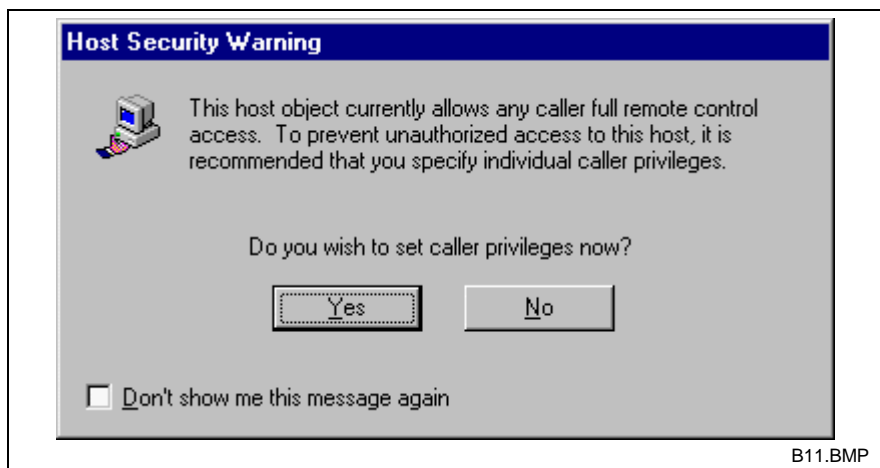 Host Security Warning
This host object currently allows any caller full remote control
access. To prevent unauthorized access to this host, it is
recommended that you specify individual caller privileges.
Do you wish to set caller privileges now?
Yes No
Don't show me this message again
B11.BMP